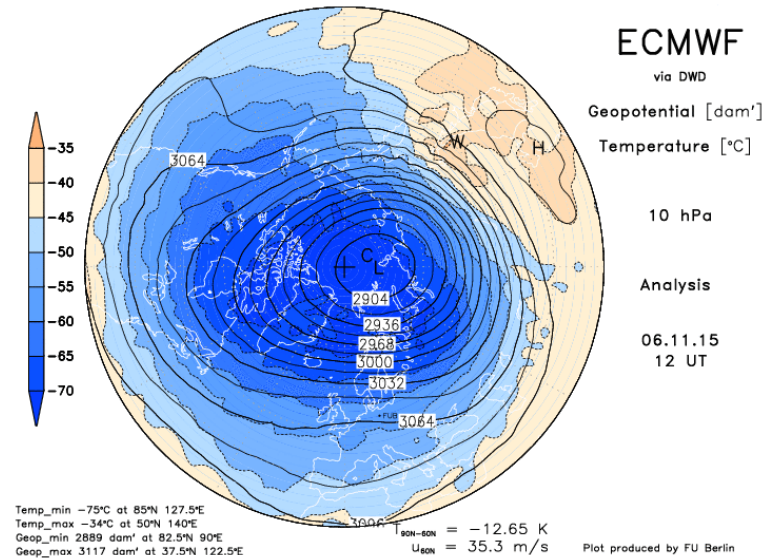 ECMWF
via DWD
Geopotential [dam']
Temperature [°C]
10 hPa
Analysis
06.11.15
12 UT
-35
-40
-45
-50
-55
-60
-65
-70
3064
W
H
C
L
2904
2936
2968
3000
3032
3064
+FUB
3096
Temp_min -75°C at 85°N 127.5°E
Temp_max -34°C at 50°N 140°E
Geop_min 2889 dam' at 82.5°N 90°E
Geop_max 3117 dam' at 37.5°N 122.5°E
T90N-60N = -12.65 K
u60N = 35.3 m/s
Plot produced by FU Berlin